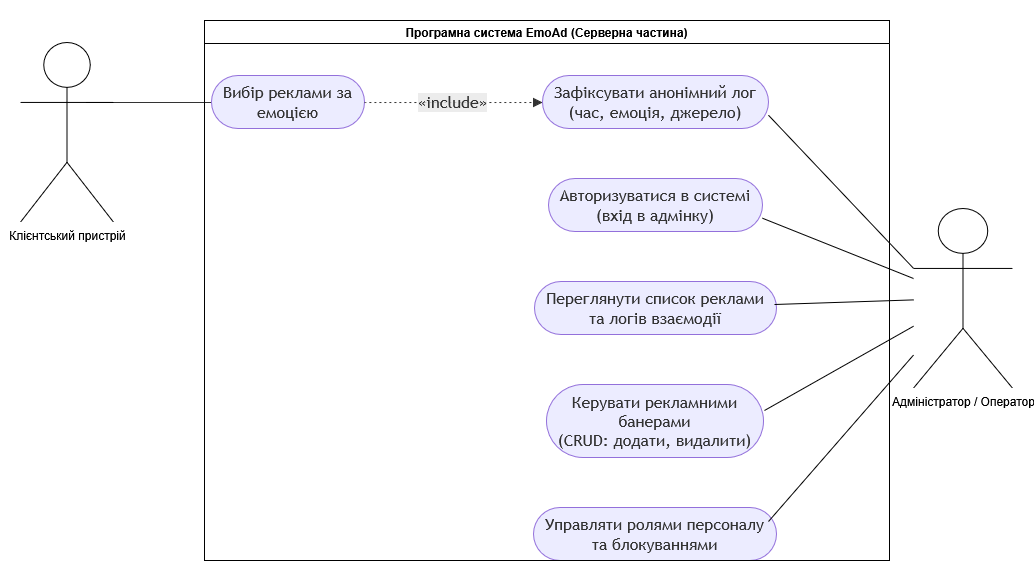 Програмна система EmoAd (Серверна частина)
Вибір реклами за
емоцією
«include»
Зафіксувати анонімний лог
(час, емоція, джерело)
Авторизуватися в системі
(вхід в адмінку)
Клієнтський пристрій
Переглянути список реклами
та логів взаємодії
Керувати рекламними
банерами
(CRUD: додати, видалити)
Адміністратор / Оператор
Управляти ролями персоналу
та блокуваннями